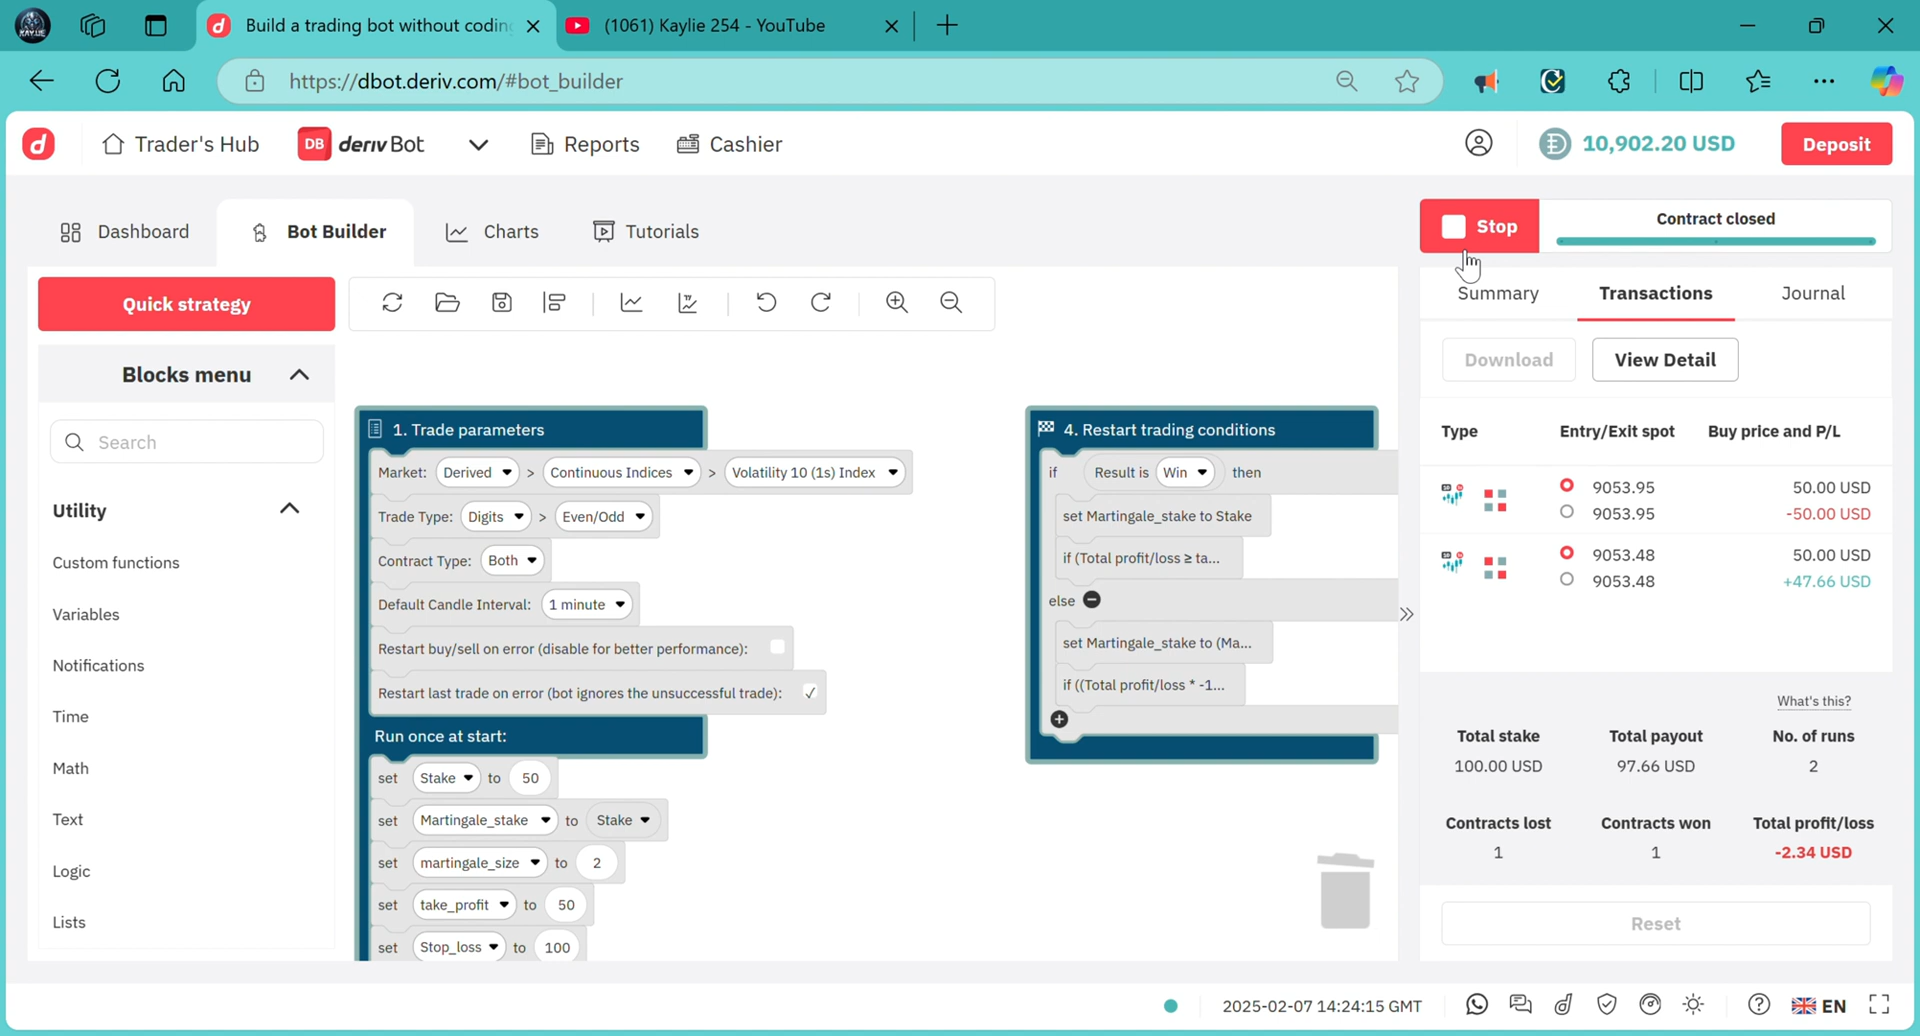 Build a trading bot without coding
(1061) Kaylie 254 - YouTube
https://dbot.deriv.com/#bot_builder
Trader's Hub
DB deriv Bot
Reports
Cashier
10,902.20 USD
Deposit
Dashboard
Bot Builder
Charts
Tutorials
Stop
Contract closed
Quick strategy
Summary
Transactions
Journal
Blocks menu
Download
View Detail
Search
1. Trade parameters
Market: Derived > Continuous Indices > Volatility 10 (1s) Index
Trade Type: Digits > Even/Odd
Contract Type: Both
Default Candle Interval: 1 minute
Restart buy/sell on error (disable for better performance):
Restart last trade on error (bot ignores the unsuccessful trade):
Run once at start:
set Stake to 50
set Martingale_stake to Stake
set martingale_size to 2
set take_profit to 50
set Stop_loss to 100
4. Restart trading conditions
if Result is Win then
set Martingale_stake to Stake
if (Total profit/loss ≥ ta...
else
set Martingale_stake to (Ma...
if ((Total profit/loss * -1...
Utility
Custom functions
Variables
Notifications
Time
Math
Text
Logic
Lists
Type Entry/Exit spot Buy price and P/L
9053.95 50.00 USD
9053.95 -50.00 USD
9053.48 50.00 USD
9053.48 +47.66 USD
What's this?
Total stake Total payout No. of runs
100.00 USD 97.66 USD 2
Contracts lost Contracts won Total profit/loss
1 1 -2.34 USD
Reset
2025-02-07 14:24:15 GMT
EN